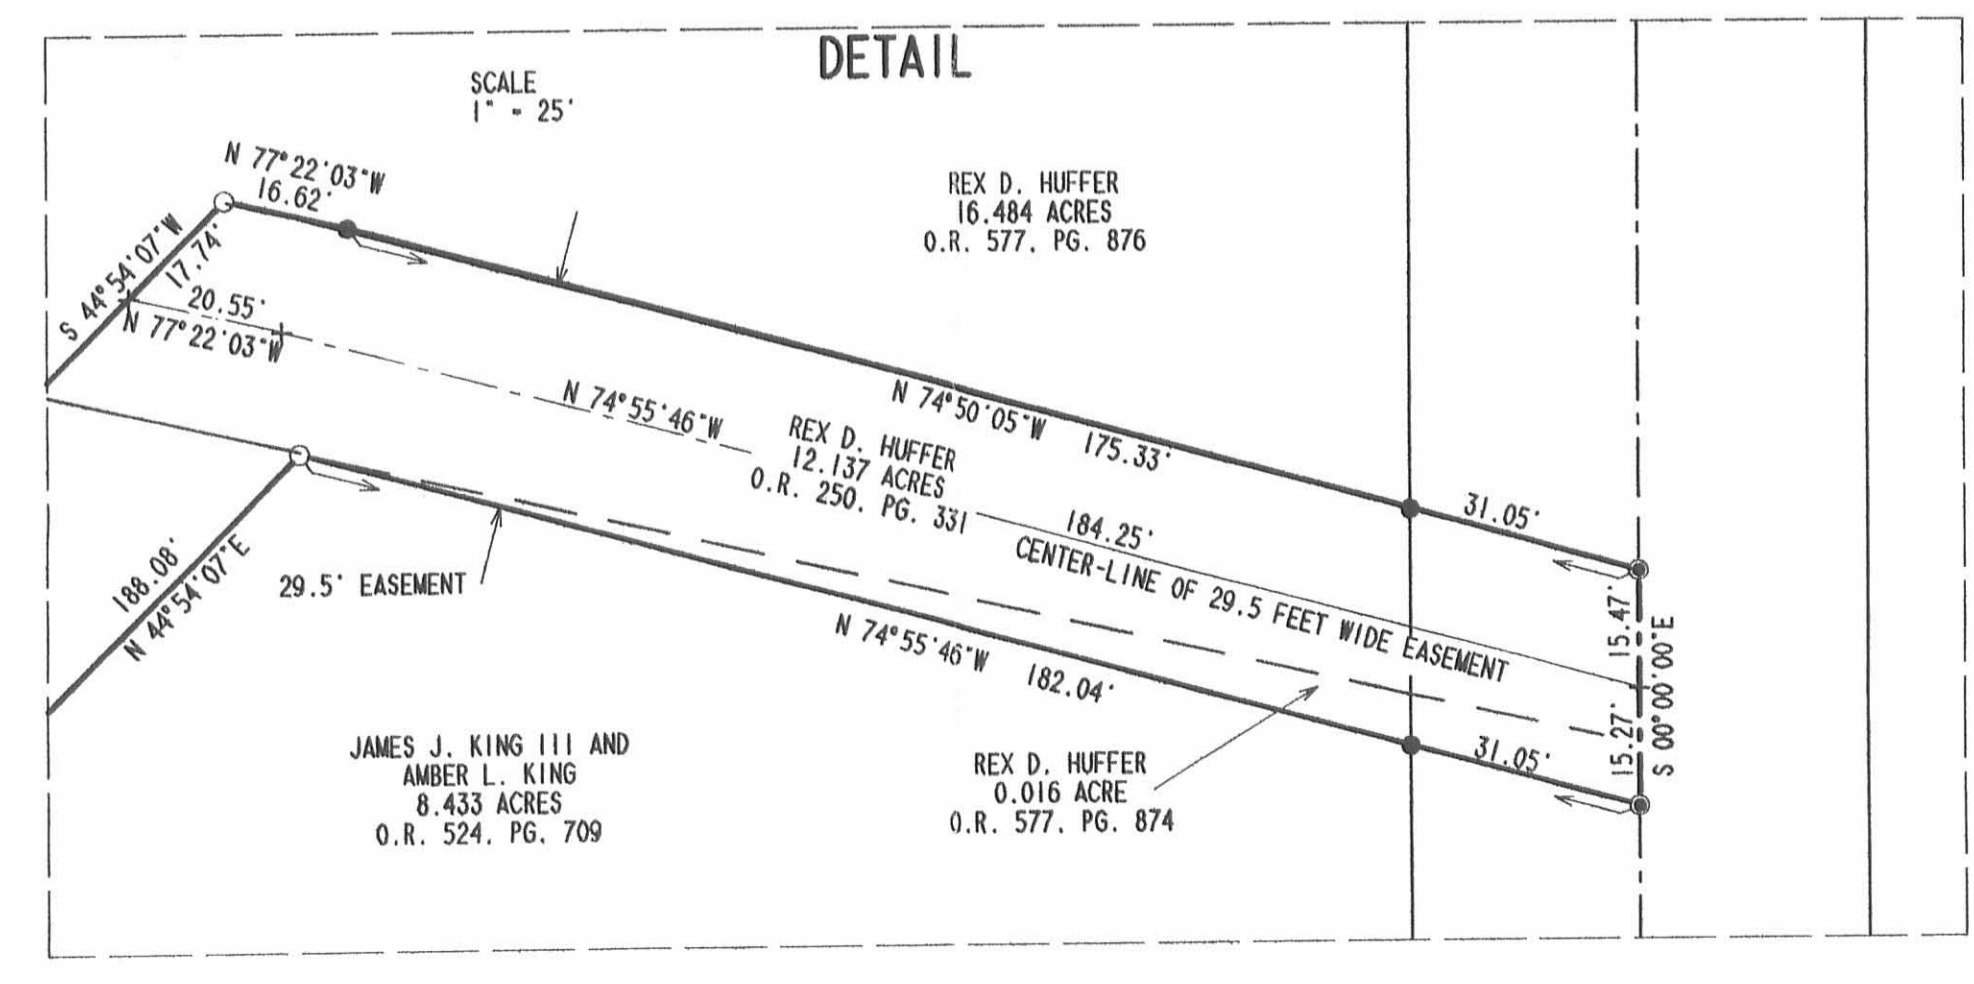 DETAIL
SCALE
1" = 25'
N 77°22'03"W
16.62'
REX D. HUFFER
16.484 ACRES
O.R. 577, PG. 876
S 44°54'07"W
17.74'
20.55'
N 77°22'03"W
N 74°55'46"W
N 74°50'05"W 175.33'
REX D. HUFFER
12.137 ACRES
O.R. 250, PG. 331
31.05'
184.25'
CENTER-LINE OF 29.5 FEET WIDE EASEMENT
15.47'
S 00°00'00"E
15.27'
188.08'
N 44°54'07"E
29.5' EASEMENT
N 74°55'46"W 182.04'
31.05'
JAMES J. KING III AND
AMBER L. KING
8.433 ACRES
O.R. 524, PG. 709
REX D. HUFFER
0.016 ACRE
O.R. 577, PG. 874